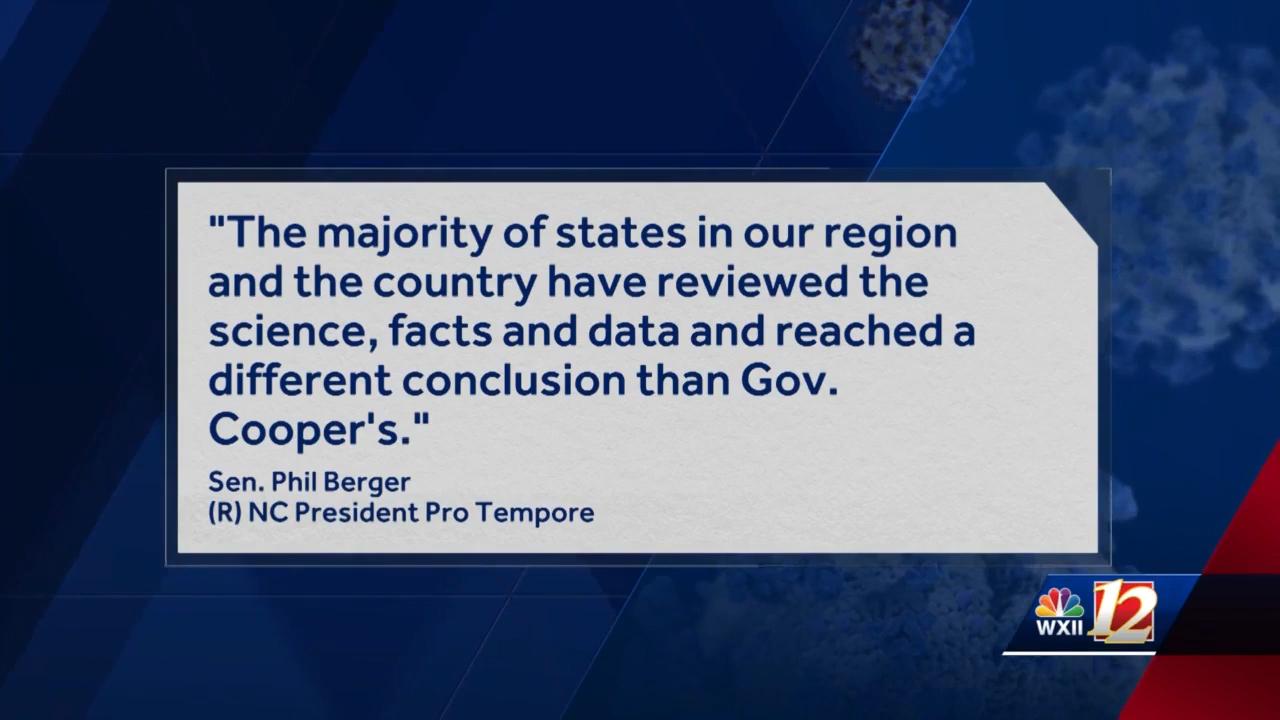 "The majority of states in our region
and the country have reviewed the
science, facts and data and reached a
different conclusion than Gov.
Cooper's."
Sen. Phil Berger
(R) NC President Pro Tempore
WXII 12